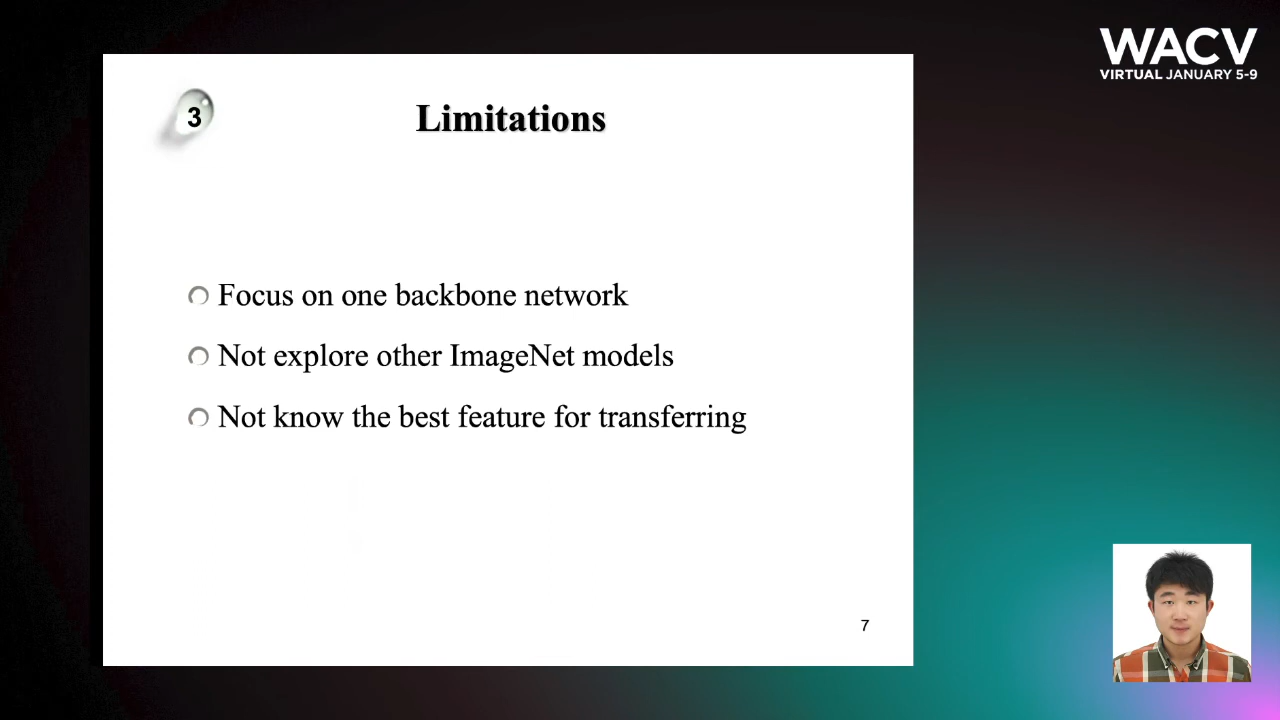 WACV
VIRTUAL JANUARY 5-9
3
Limitations
Focus on one backbone network
Not explore other ImageNet models
Not know the best feature for transferring
7